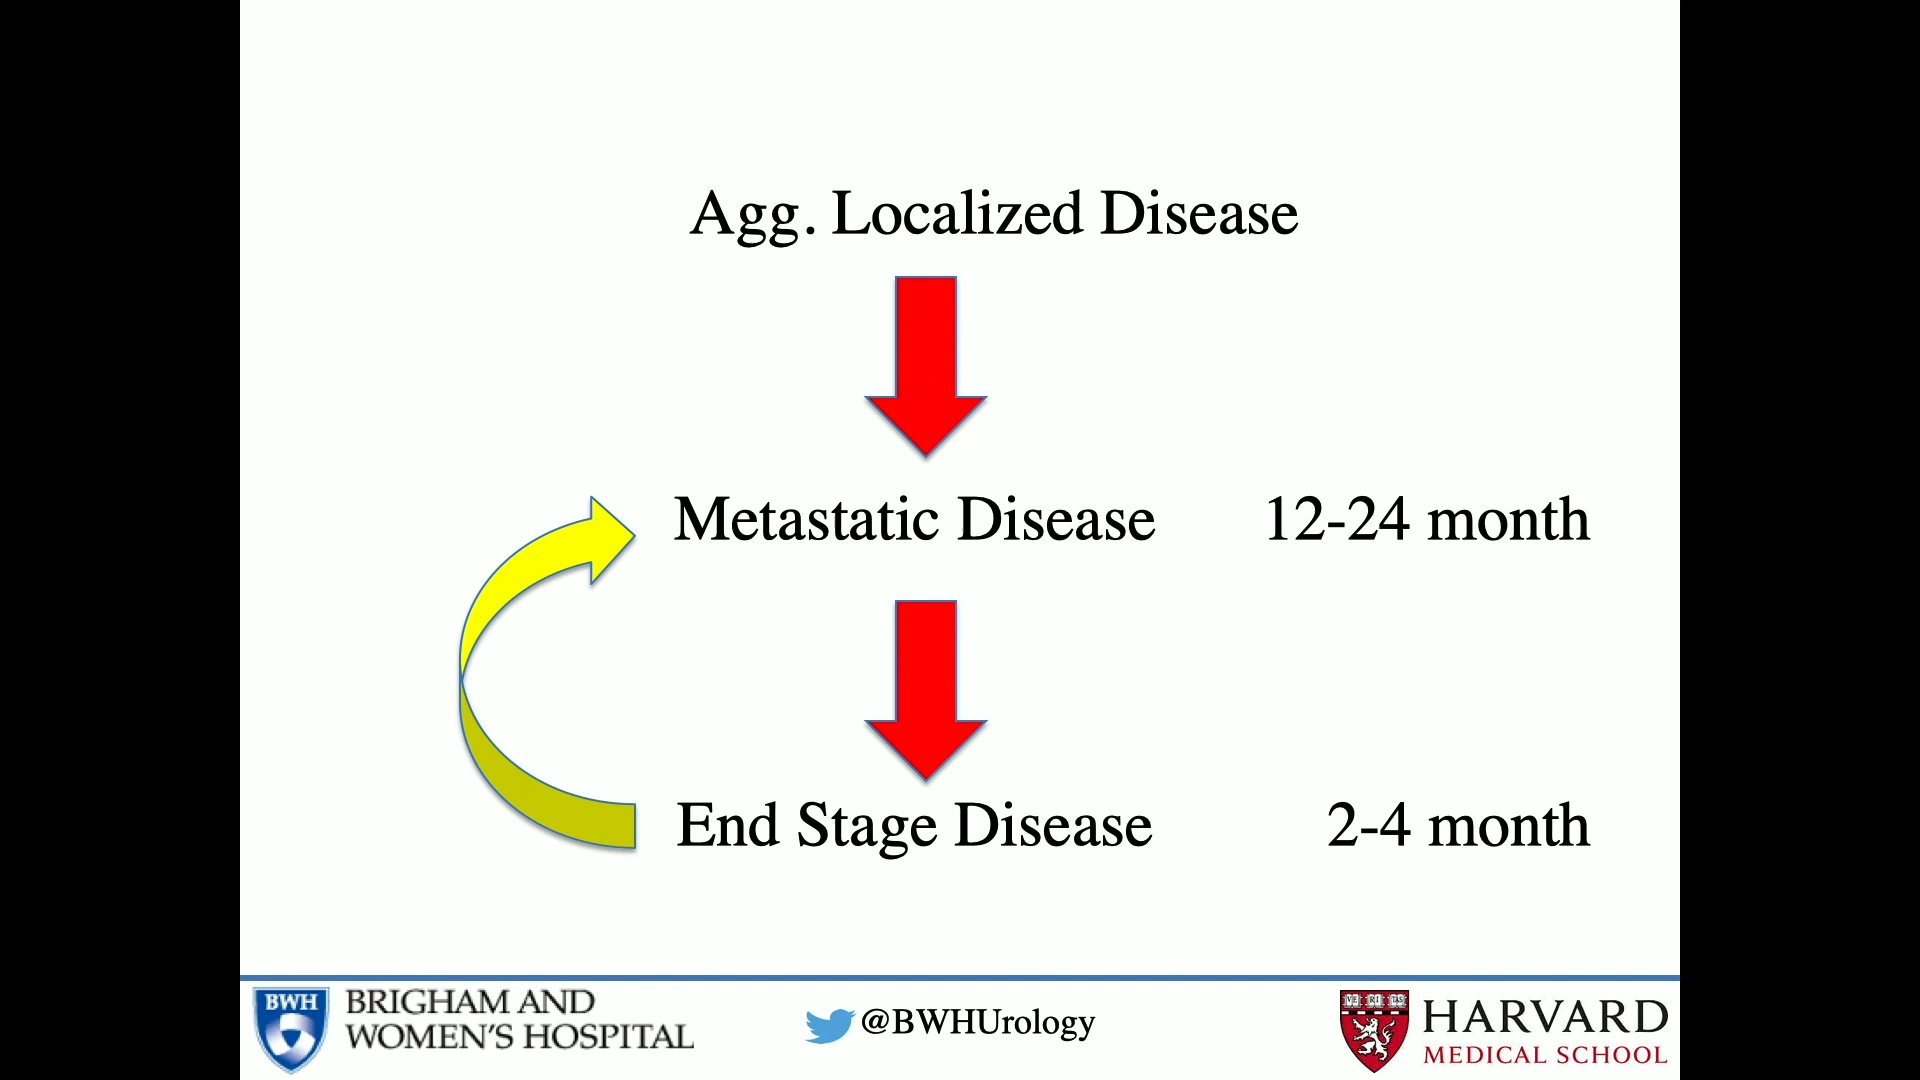 Agg. Localized Disease
Metastatic Disease 12-24 month
End Stage Disease 2-4 month
BWH BRIGHAM AND
WOMEN'S HOSPITAL
@BWHUrology
HARVARD
MEDICAL SCHOOL